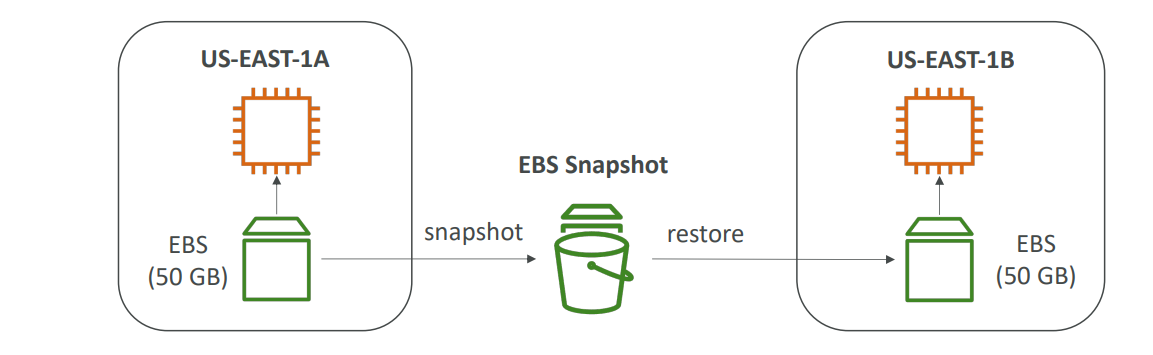 US-EAST-1A
US-EAST-1B
EBS Snapshot
snapshot
restore
EBS
(50 GB)
EBS
(50 GB)